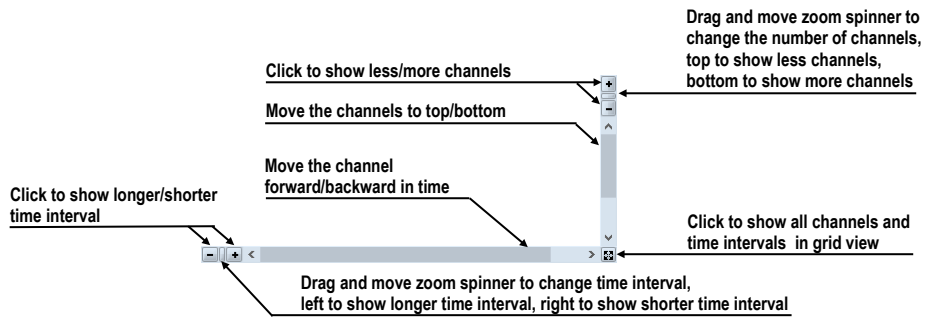 Drag and move zoom spinner to
change the number of channels,
top to show less channels,
bottom to show more channels
Click to show less/more channels
Move the channels to top/bottom
Move the channel
forward/backward in time
Click to show longer/shorter
time interval
Click to show all channels and
time intervals in grid view
Drag and move zoom spinner to change time interval,
left to show longer time interval, right to show shorter time interval